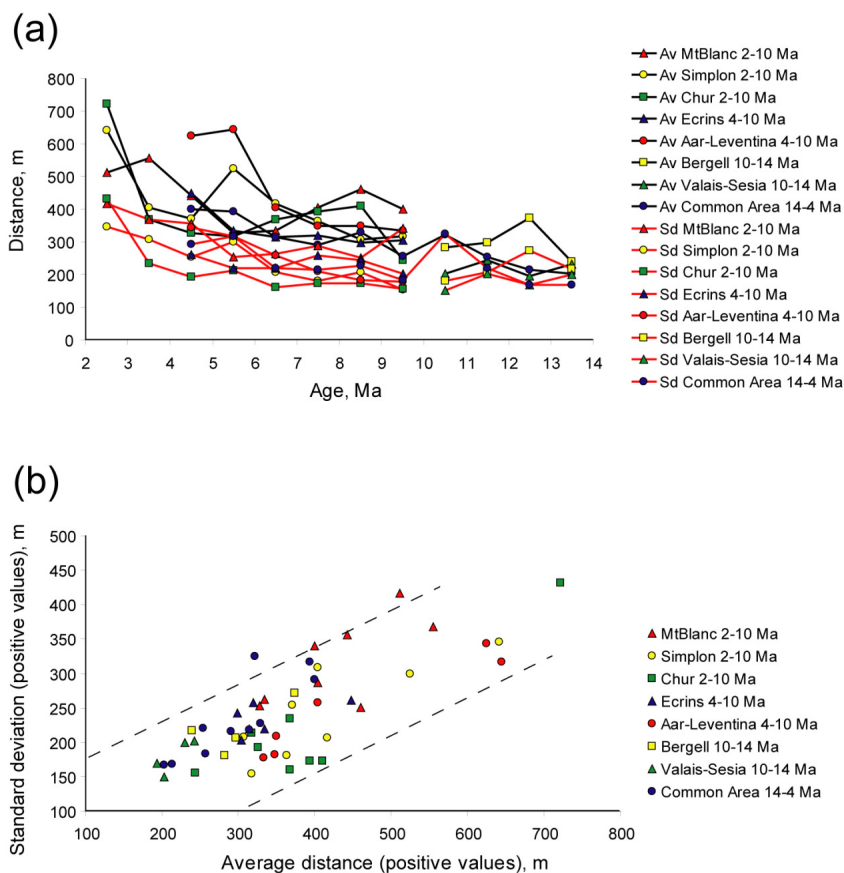 (a)
800
700
600
500
400
300
200
100
0
Distance, m
2 3 4 5 6 7 8 9 10 11 12 13 14
Age, Ma
Av MtBlanc 2-10 Ma
Av Simplon 2-10 Ma
Av Chur 2-10 Ma
Av Ecrins 4-10 Ma
Av Aar-Leventina 4-10 Ma
Av Bergell 10-14 Ma
Av Valais-Sesia 10-14 Ma
Av Common Area 14-4 Ma
Sd MtBlanc 2-10 Ma
Sd Simplon 2-10 Ma
Sd Chur 2-10 Ma
Sd Ecrins 4-10 Ma
Sd Aar-Leventina 4-10 Ma
Sd Bergell 10-14 Ma
Sd Valais-Sesia 10-14 Ma
Sd Common Area 14-4 Ma
(b)
500
450
400
350
300
250
200
150
100
Standard deviation (positive values), m
100 200 300 400 500 600 700 800
Average distance (positive values), m
MtBlanc 2-10 Ma
Simplon 2-10 Ma
Chur 2-10 Ma
Ecrins 4-10 Ma
Aar-Leventina 4-10 Ma
Bergell 10-14 Ma
Valais-Sesia 10-14 Ma
Common Area 14-4 Ma